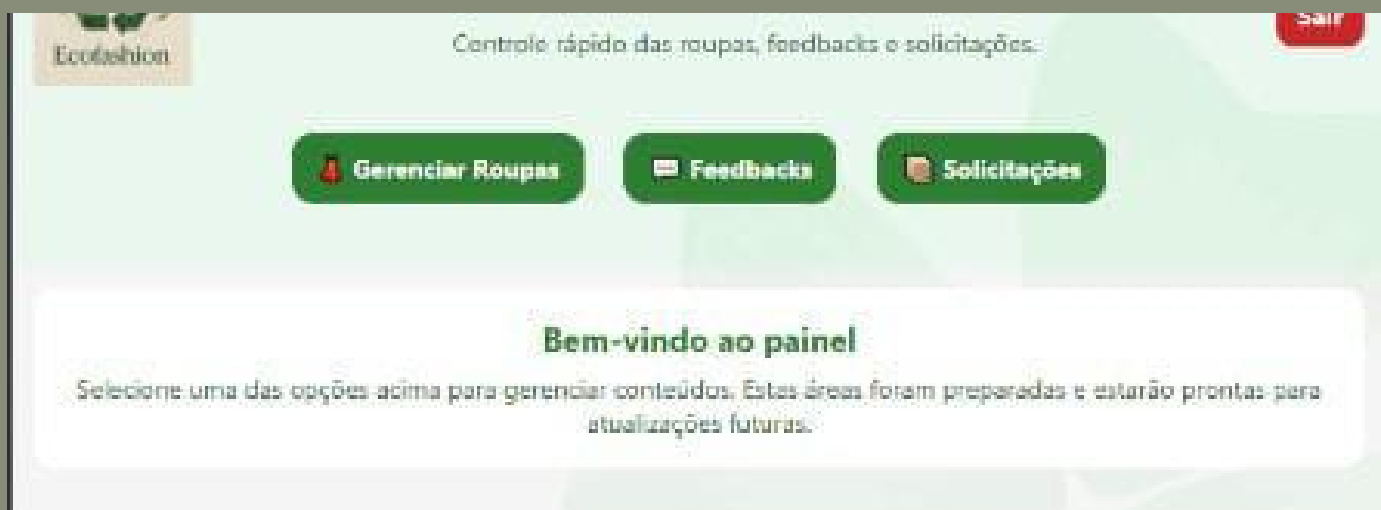 Sair
Controle rápido das roupas, feedbacks e solicitações.
Ecofashion
Gerenciar Roupas
Feedbacks
Solicitações
Bem-vindo ao painel
Selecione uma das opções acima para gerenciar conteúdos. Estas áreas foram preparadas e estarão prontas para
atualizações futuras.